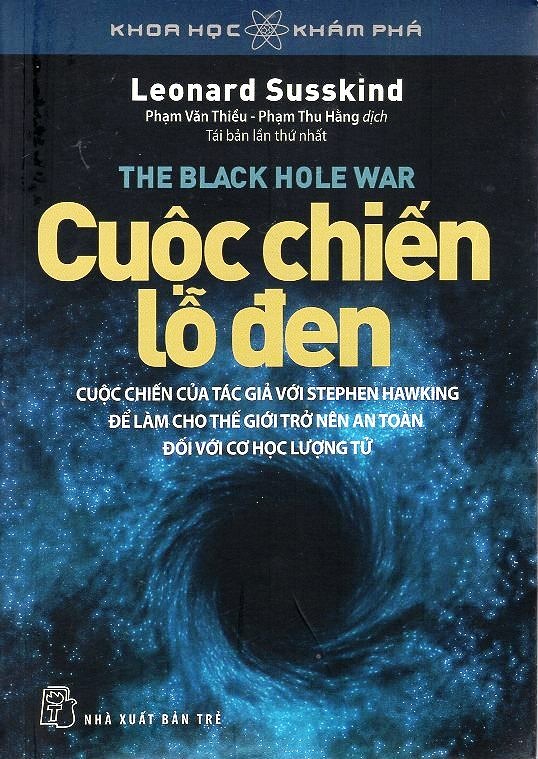 KHOA HỌC KHÁM PHÁ
Leonard Susskind
Phạm Văn Thiều - Phạm Thu Hằng dịch
Tái bản lần thứ nhất
THE BLACK HOLE WAR
Cuộc chiến
lỗ đen
CUỘC CHIẾN CỦA TÁC GIẢ VỚI STEPHEN HAWKING
ĐỂ LÀM CHO THẾ GIỚI TRỞ NÊN AN TOÀN
ĐỐI VỚI CƠ HỌC LƯỢNG TỬ
NHÀ XUẤT BẢN TRẺ